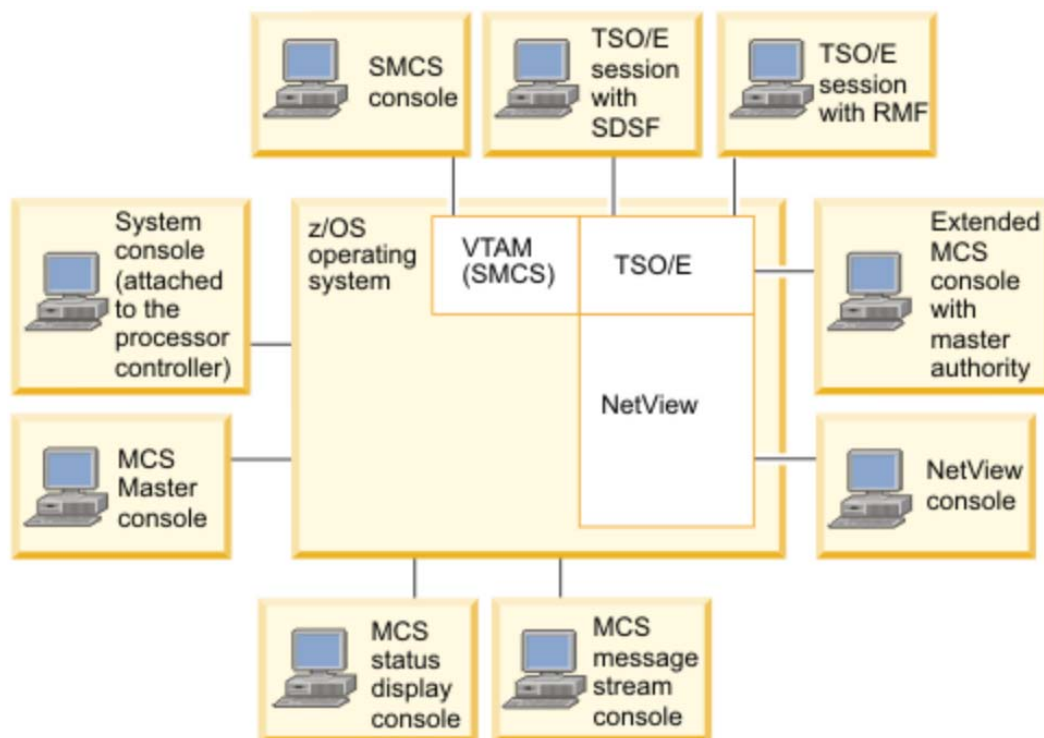 SMCS
console
TSO/E
session
with
SDSF
TSO/E
session
with RMF
System
console
(attached
to the
processor
controller)
z/OS
operating
system
VTAM
(SMCS)
TSO/E
Extended
MCS
console
with
master
authority
NetView
MCS
Master
console
NetView
console
MCS
status
display
console
MCS
message
stream
console